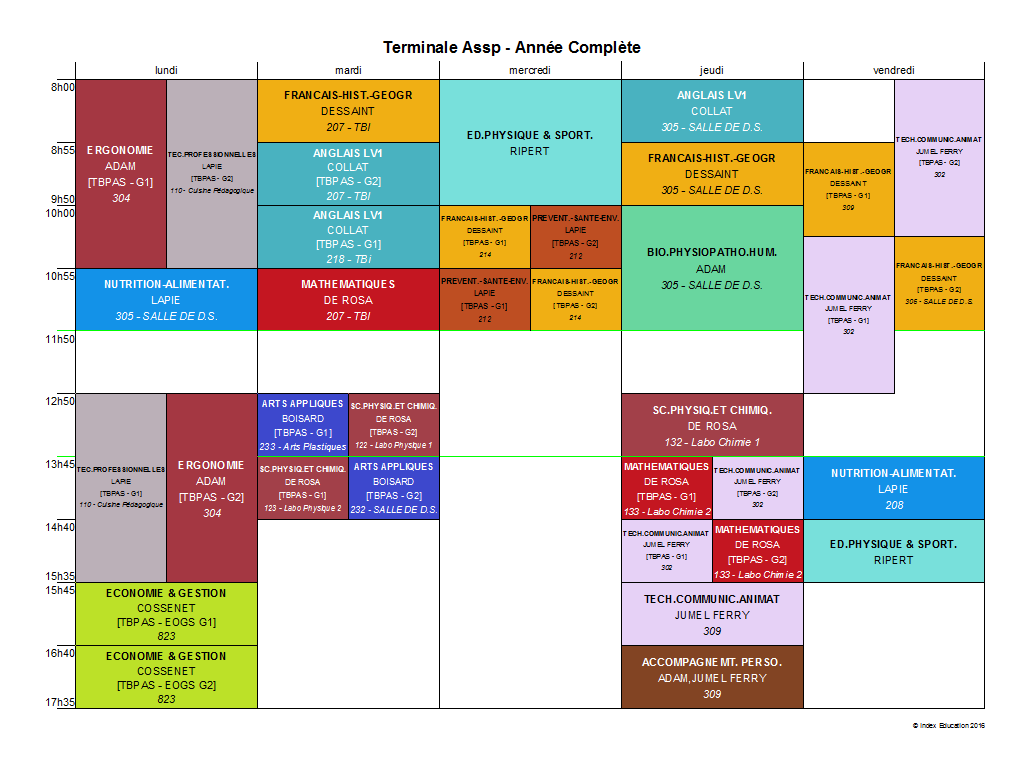 Terminale Assp - Année Complète
lundi
mardi
mercredi
jeudi
vendredi
8h00
8h55
9h50
10h00
10h55
11h50
12h50
13h45
14h40
15h35
15h45
16h40
17h35
ERGONOMIE
ADAM
[TBPAS - G1]
304
TEC.PROFESSIONNELLES
LAPIE
[TBPAS - G2]
110 - Cuisine Pédagogique
NUTRITION-ALIMENTAT.
LAPIE
305 - SALLE DE D.S.
TEC.PROFESSIONNELLES
LAPIE
[TBPAS - G1]
110 - Cuisine Pédagogique
ERGONOMIE
ADAM
[TBPAS - G2]
304
ECONOMIE & GESTION
COSSENET
[TBPAS - EOGS G1]
823
ECONOMIE & GESTION
COSSENET
[TBPAS - EOGS G2]
823
FRANCAIS-HIST.-GEOGR
DESSAINT
207 - TBI
ANGLAIS LV1
COLLAT
[TBPAS - G2]
207 - TBI
ANGLAIS LV1
COLLAT
[TBPAS - G1]
218 - TBi
MATHEMATIQUES
DE ROSA
207 - TBI
ARTS APPLIQUES
BOISARD
[TBPAS - G1]
233 - Arts Plastiques
SC.PHYSIQ.ET CHIMIQ.
DE ROSA
[TBPAS - G2]
122 - Labo Physique 1
SC.PHYSIQ.ET CHIMIQ.
DE ROSA
[TBPAS - G1]
123 - Labo Physique 2
ARTS APPLIQUES
BOISARD
[TBPAS - G2]
232 - SALLE D.S.
ED.PHYSIQUE & SPORT.
RIPERT
FRANCAIS-HIST.-GEOGR
DESSAINT
[TBPAS - G1]
214
PREVENT.-SANTE-ENV.
LAPIE
[TBPAS - G2]
212
PREVENT.-SANTE-ENV.
LAPIE
[TBPAS - G1]
212
FRANCAIS-HIST.-GEOGR
DESSAINT
[TBPAS - G2]
214
ANGLAIS LV1
COLLAT
305 - SALLE DE D.S.
FRANCAIS-HIST.-GEOGR
DESSAINT
305 - SALLE DE D.S.
BIO.PHYSIOPATHO.HUM.
ADAM
305 - SALLE DE D.S.
SC.PHYSIQ.ET CHIMIQ.
DE ROSA
132 - Labo Chimie 1
MATHEMATIQUES
DE ROSA
[TBPAS - G1]
133 - Labo Chimie 2
TECH.COMMUNIC.ANIMAT
JUMEL FERRY
[TBPAS - G2]
302
TECH.COMMUNIC.ANIMAT
JUMEL FERRY
[TBPAS - G1]
302
MATHEMATIQUES
DE ROSA
[TBPAS - G2]
133 - Labo Chimie 2
TECH.COMMUNIC.ANIMAT
JUMEL FERRY
309
ACCOMPAGNEMT. PERSO.
ADAM,JUMEL FERRY
309
TECH.COMMUNIC.ANIMAT
JUMEL FERRY
[TBPAS - G2]
302
FRANCAIS-HIST.-GEOGR
DESSAINT
[TBPAS - G1]
309
TECH.COMMUNIC.ANIMAT
JUMEL FERRY
[TBPAS - G1]
302
FRANCAIS-HIST.-GEOGR
DESSAINT
[TBPAS - G2]
305 - SALLE DE D.S.
NUTRITION-ALIMENTAT.
LAPIE
208
ED.PHYSIQUE & SPORT.
RIPERT
© Index Education 2016